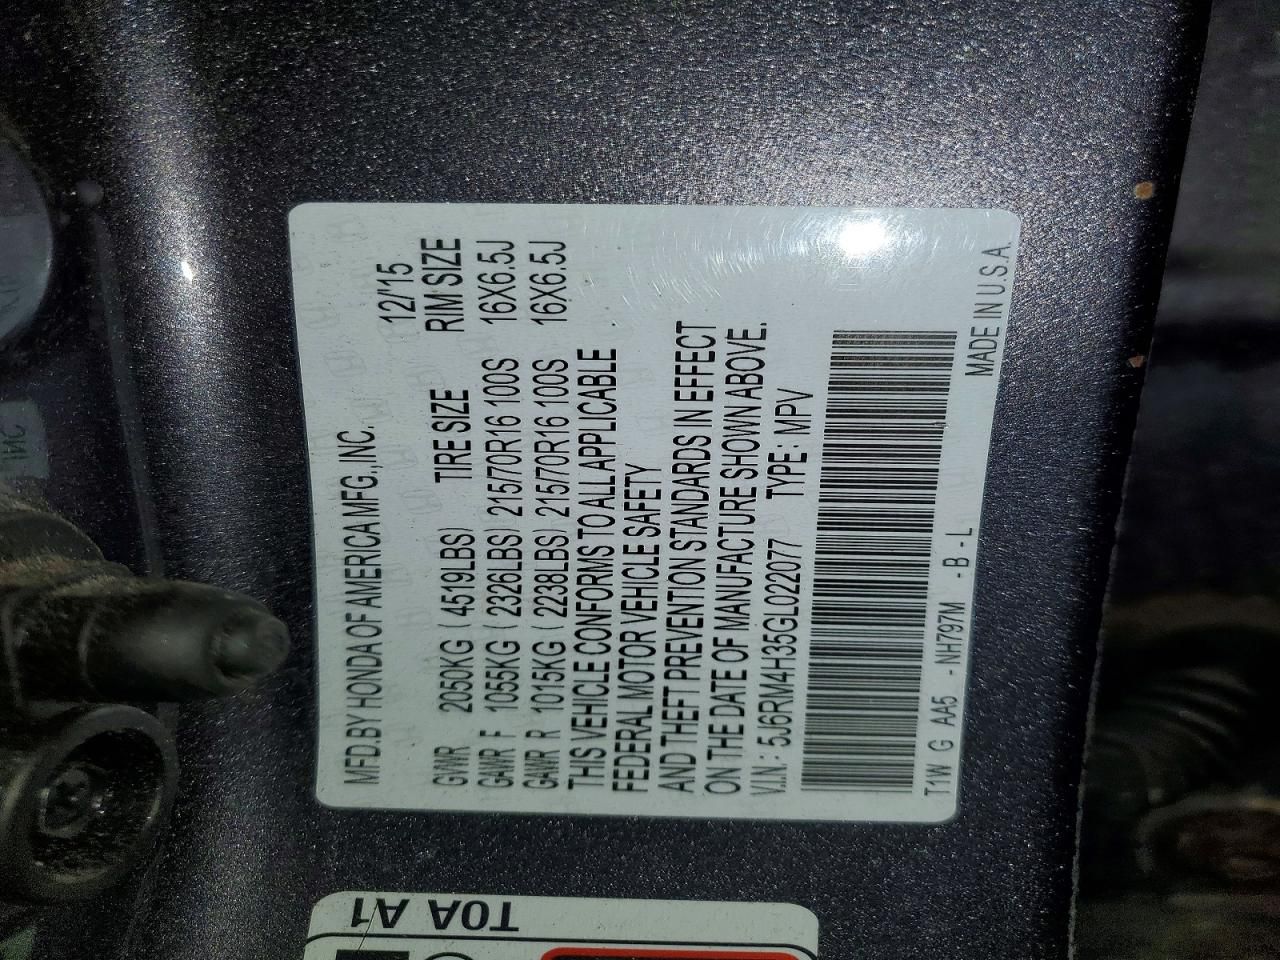 MFD. BY HONDA OF AMERICA MFG., INC. 12/'15
GVWR 2050KG ( 4519LBS) TIRE SIZE RIM SIZE
GAWR F 1055KG ( 2326LBS) 215/70R16 100S 16X6.5J
GAWR R 1015KG ( 2238LBS) 215/70R16 100S 16X6.5J
THIS VEHICLE CONFORMS TO ALL APPLICABLE
FEDERAL MOTOR VEHICLE SAFETY
AND THEFT PREVENTION STANDARDS IN EFFECT
ON THE DATE OF MANUFACTURE SHOWN ABOVE.
V.I.N.: 5J6RM4H35GL022077 TYPE: MPV
T1W G AA5 -NH797M -B-L MADE IN U.S.A.
T0A A1